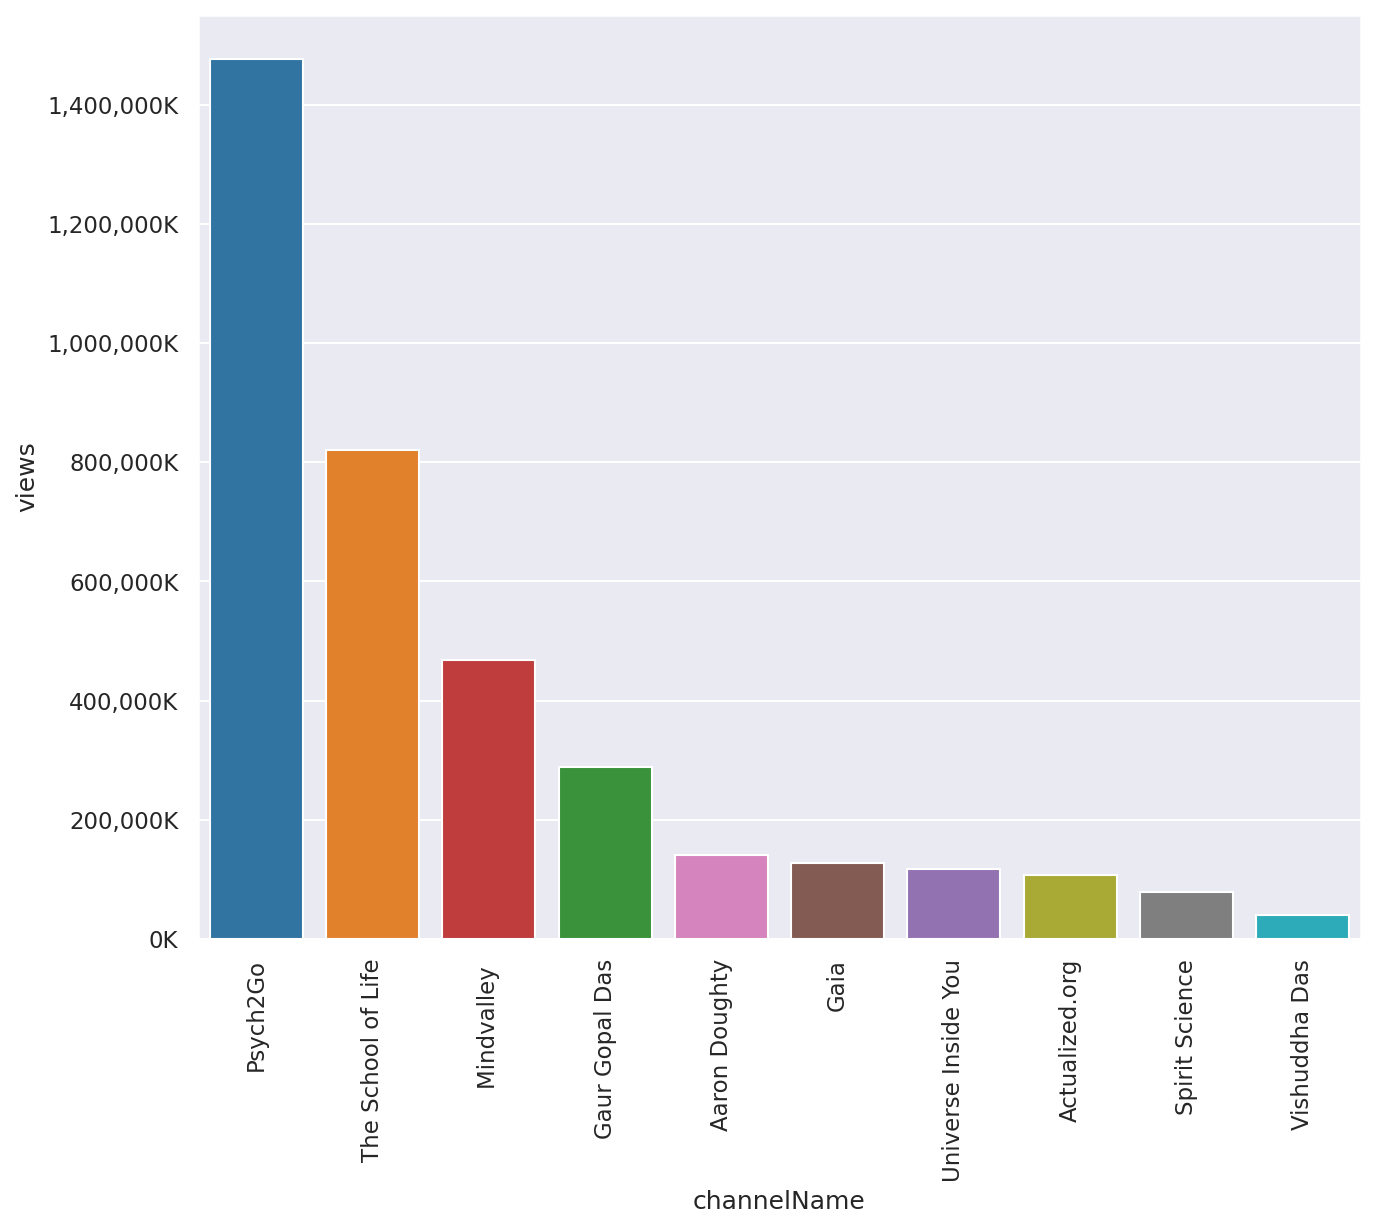 1,400,000K
1,200,000K
1,000,000K
800,000K
600,000K
400,000K
200,000K
0K
views
Psych2Go
The School of Life
Mindvalley
Gaur Gopal Das
Aaron Doughty
Gaia
Universe Inside You
Actualized.org
Spirit Science
Vishuddha Das
channelName